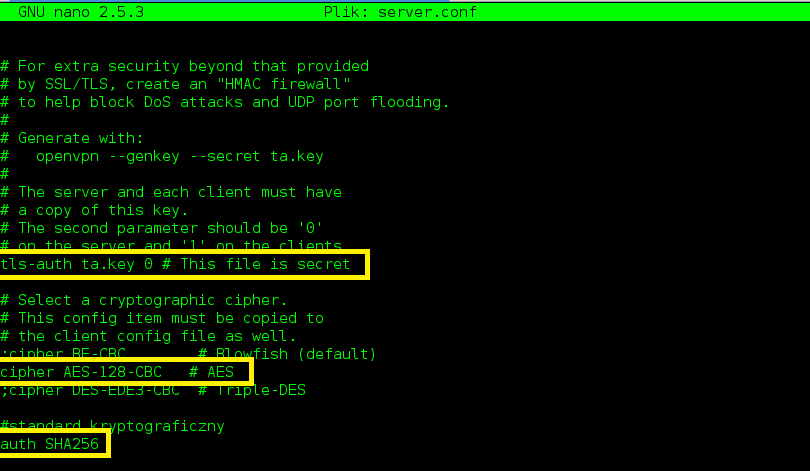 GNU nano 2.5.3 Plik: server.conf
# For extra security beyond that provided
# by SSL/TLS, create an "HMAC firewall"
# to help block DoS attacks and UDP port flooding.
#
# Generate with:
#   openvpn --genkey --secret ta.key
#
# The server and each client must have
# a copy of this key.
# The second parameter should be '0'
# on the server and '1' on the clients
tls-auth ta.key 0 # This file is secret
# Select a cryptographic cipher.
# This config item must be copied to
# the client config file as well.
;cipher BF-CBC        # Blowfish (default)
cipher AES-128-CBC   # AES
;cipher DES-EDE3-CBC  # Triple-DES
#standard kryptograficzny
auth SHA256